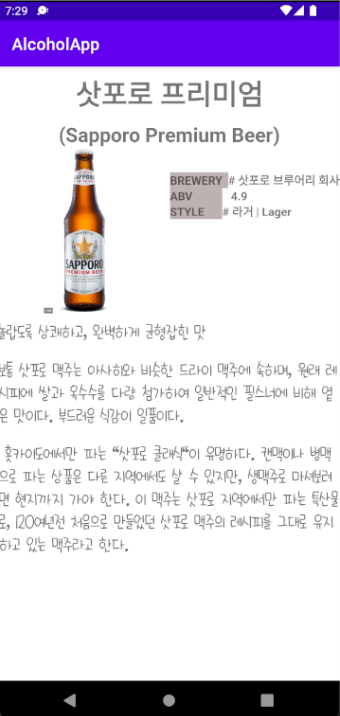 7:29
AlcoholApp
삿포로 프리미엄
(Sapporo Premium Beer)
BREWERY # 삿포로 브루어리 회사
ABV 4.9
STYLE # 라거 | Lager
SAPPORO
PREMIUM BEER
놀랍도록 상쾌하고, 완벽하게 균형잡힌 맛
보통 삿포로 맥주는 아사히와 비슷한 드라이 맥주에 속하며, 원래 레
시피에 쌀과 옥수수를 다량 첨가하여 일반적인 필스너에 비해 옅
은 맛이다. 부드러운 식감이 일품이다.
홋카이도에서만 파는 "삿포로 클래식"이 유명하다. 캔맥이나 병맥
으로 파는 상품은 다른 지역에서도 살 수 있지만, 생맥주로 마셔보려
면 현지까지 가야 한다. 이 맥주는 삿포로 지역에서만 파는 특산물
로, 120여년전 처음으로 만들었던 삿포로 맥주의 레시피를 그대로 유지
하고 있는 맥주라고 한다.